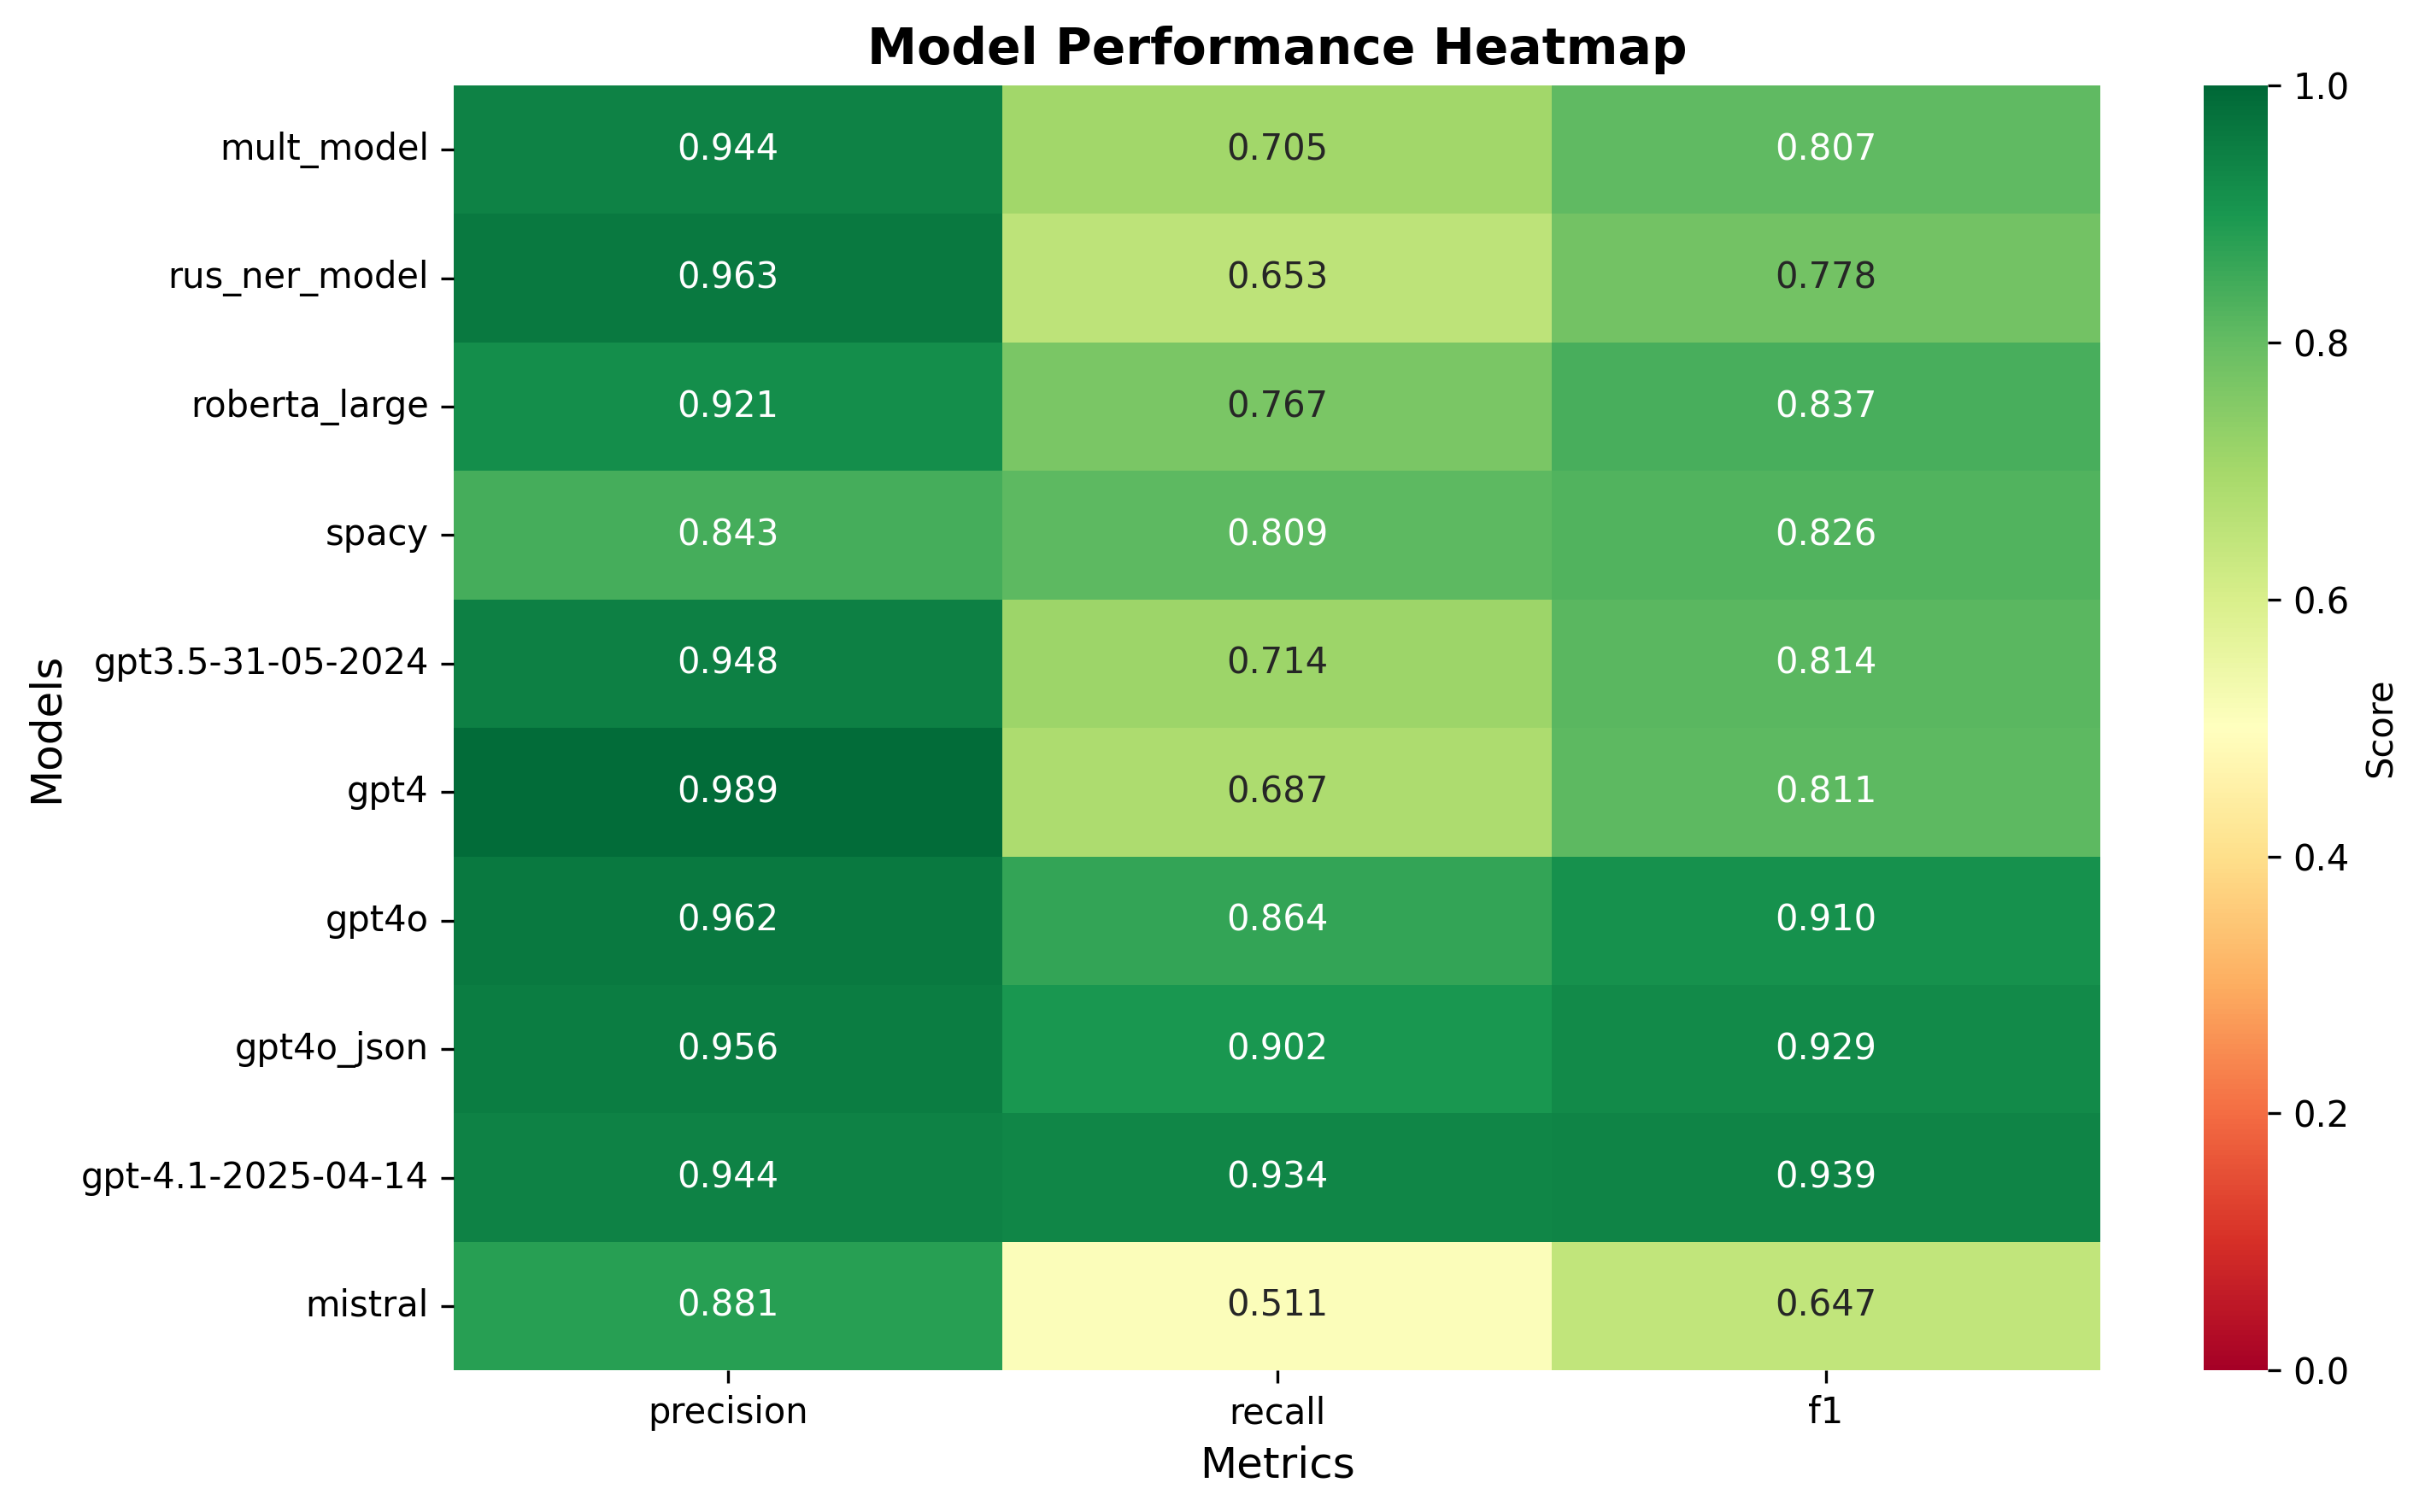 Model Performance Heatmap
mult_model 0.944 0.705 0.807
rus_ner_model 0.963 0.653 0.778
roberta_large 0.921 0.767 0.837
spacy 0.843 0.809 0.826
gpt3.5-31-05-2024 0.948 0.714 0.814
gpt4 0.989 0.687 0.811
gpt4o 0.962 0.864 0.910
gpt4o_json 0.956 0.902 0.929
gpt-4.1-2025-04-14 0.944 0.934 0.939
mistral 0.881 0.511 0.647
precision recall f1
Metrics
Models
1.0
0.8
0.6
0.4
0.2
0.0
Score